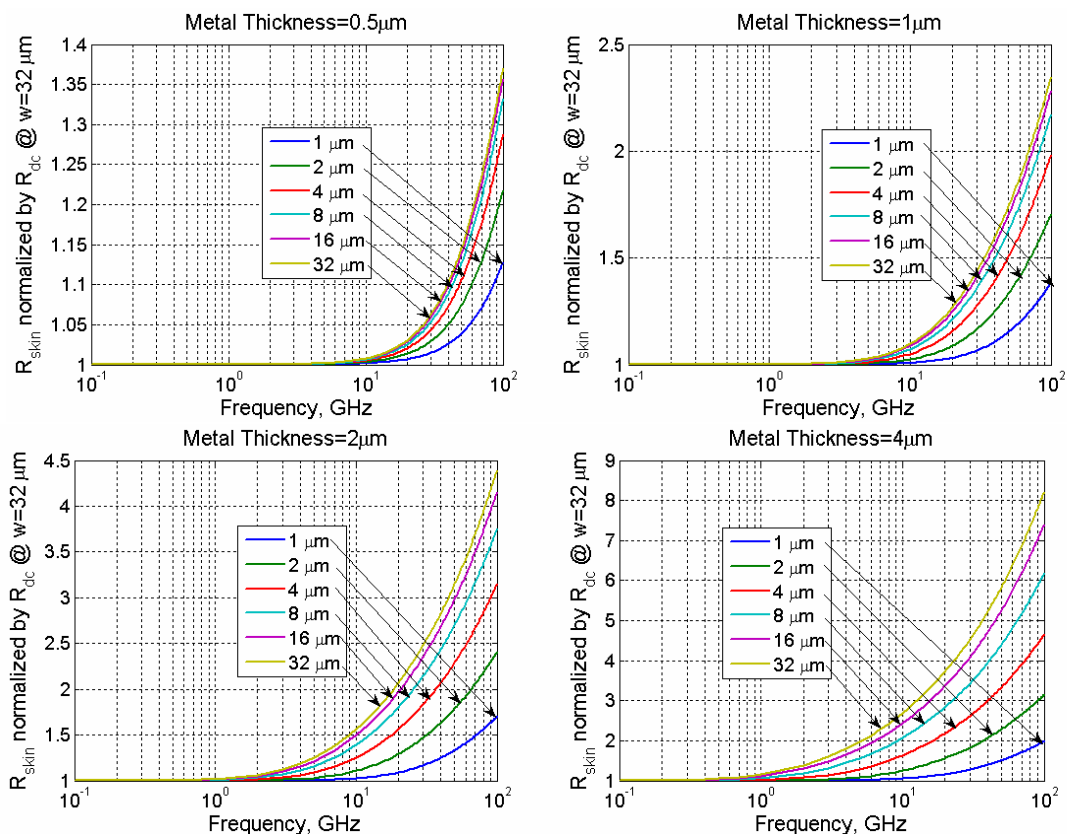 Metal Thickness=0.5μm
R_skin normalized by R_dc @ w=32 μm
1.4
1.35
1.3
1.25
1.2
1.15
1.1
1.05
1
1 μm
2 μm
4 μm
8 μm
16 μm
32 μm
10^-1 10^0 10^1 10^2
Frequency, GHz
Metal Thickness=1μm
R_skin normalized by R_dc @ w=32 μm
2.5
2
1.5
1
1 μm
2 μm
4 μm
8 μm
16 μm
32 μm
10^-1 10^0 10^1 10^2
Frequency, GHz
Metal Thickness=2μm
R_skin normalized by R_dc @ w=32 μm
4.5
4
3.5
3
2.5
2
1.5
1
1 μm
2 μm
4 μm
8 μm
16 μm
32 μm
10^-1 10^0 10^1 10^2
Frequency, GHz
Metal Thickness=4μm
R_skin normalized by R_dc @ w=32 μm
9
8
7
6
5
4
3
2
1
1 μm
2 μm
4 μm
8 μm
16 μm
32 μm
10^-1 10^0 10^1 10^2
Frequency, GHz